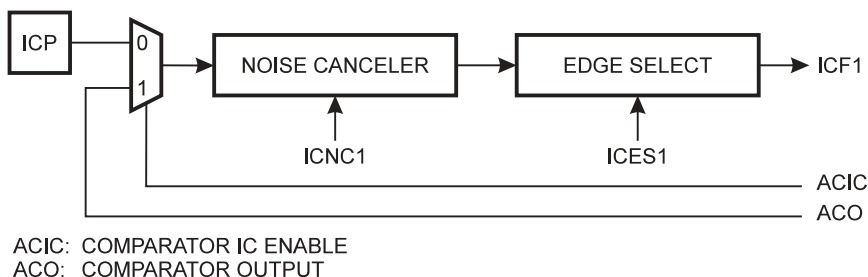 ICP
0
1
NOISE CANCELER
EDGE SELECT
ICF1
ICNC1
ICES1
ACIC
ACO
ACIC: COMPARATOR IC ENABLE
ACO: COMPARATOR OUTPUT